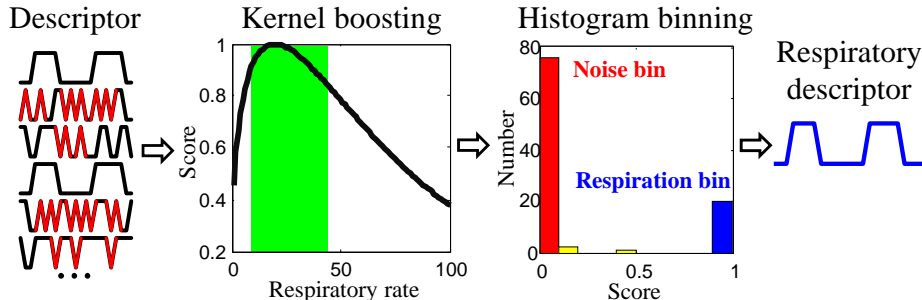 Descriptor
Kernel boosting
Histogram binning
Respiratory
descriptor
Score
1
0.8
0.6
0.4
0.2
0
50
100
Respiratory rate
Number
80
60
40
20
0
Noise bin
Respiration bin
0
0.5
1
Score